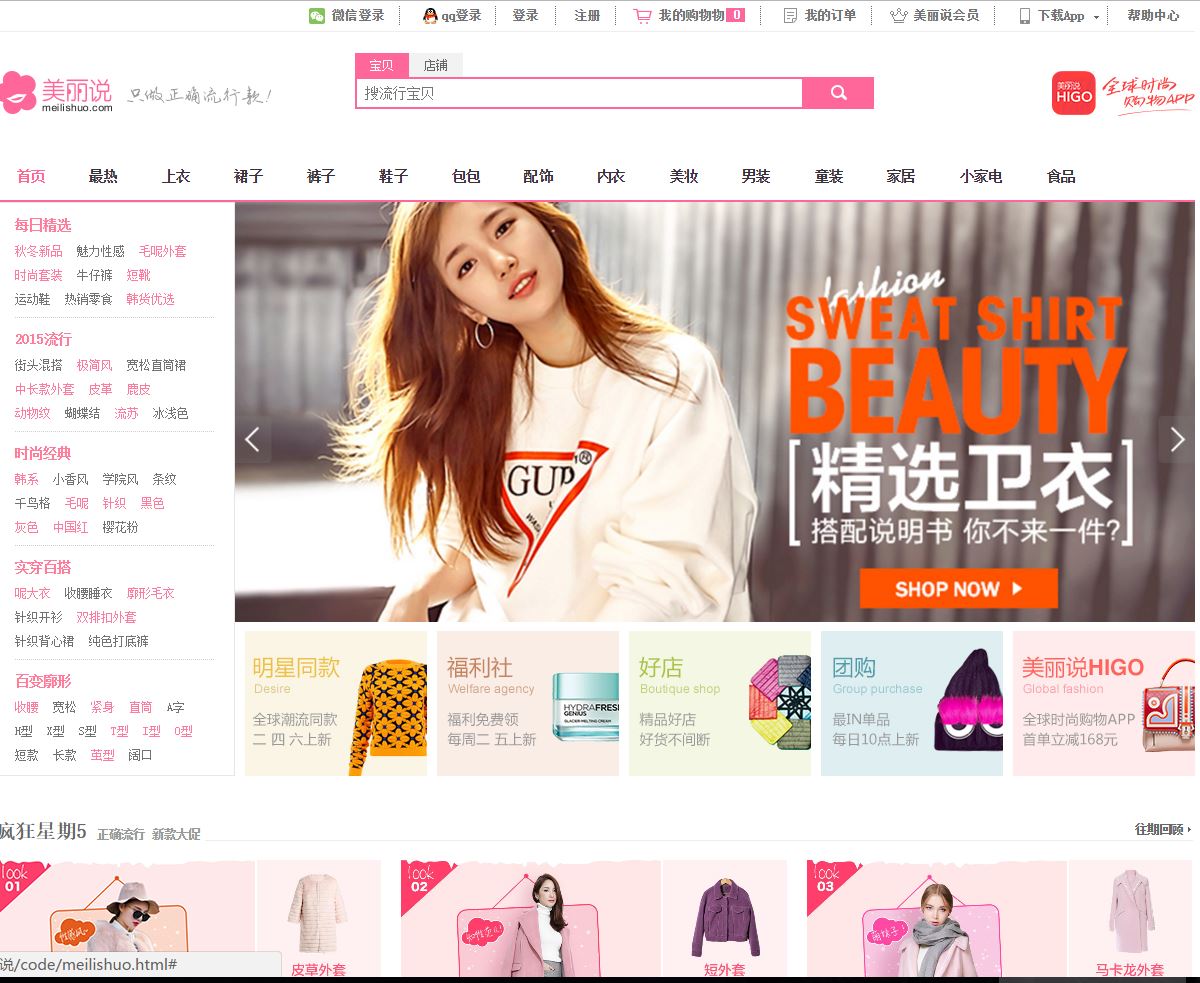 微信登录 qq登录 登录 注册 我的购物物 0 我的订单 美丽说会员 下载App 帮助中心
宝贝 店铺
美丽说
meilishuo.com
只做正确流行款!
搜流行宝贝
美丽说
HIGO
全球时尚
购物APP
首页 最热 上衣 裙子 裤子 鞋子 包包 配饰 内衣 美妆 男装 童装 家居 小家电 食品
每日精选
秋冬新品 魅力性感 毛呢外套
时尚套装 牛仔裤 短靴
运动鞋 热销零食 韩货优选
2015流行
街头混搭 极简风 宽松直筒裙
中长款外套 皮革 鹿皮
动物纹 蝴蝶结 流苏 冰浅色
时尚经典
韩系 小香风 学院风 条纹
千鸟格 毛呢 针织 黑色
灰色 中国红 樱花粉
实穿百搭
呢大衣 收腰睡衣 廓形毛衣
针织开衫 双排扣外套
针织背心裙 纯色打底裤
百变廓形
收腰 宽松 紧身 直筒 A字
H型 X型 S型 T型 I型 O型
短款 长款 茧型 阔口
fashion
SWEAT SHIRT
BEAUTY
[精选卫衣
搭配说明书 你不来一件?]
SHOP NOW
GUE
明星同款
Desire
全球潮流同款
二 四 六上新
福利社
Welfare agency
福利免费领
每周二 五上新
HYDRAFRES
GENIUS
GLACIER MELTING CREAM
好店
Boutique shop
精品好店
好货不间断
团购
Group purchase
最IN单品
每日10点上新
美丽说HIGO
Global fashion
全球时尚购物APP
首单立减168元
疯狂星期5 正确流行 新款大促 往期回顾
look
01
性感风~
皮草外套
look
02
知性范儿!
短外套
look
03
萌妹子!
马卡龙外套
说/code/meilishuo.html#